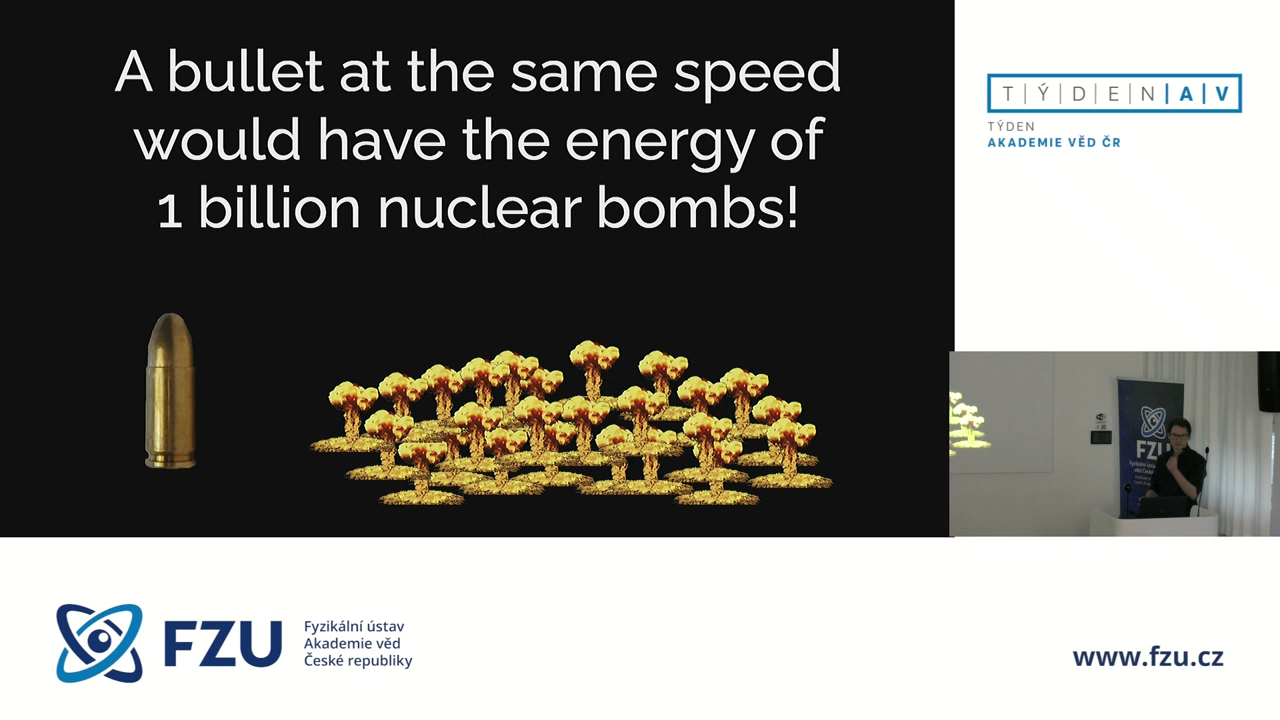 A bullet at the same speed
would have the energy of
1 billion nuclear bombs!
TÝDENAV
TÝDEN
AKADEMIE VĚD ČR
FZU
Fyzikální ústav
Akademie věd
České republiky
www.fzu.cz